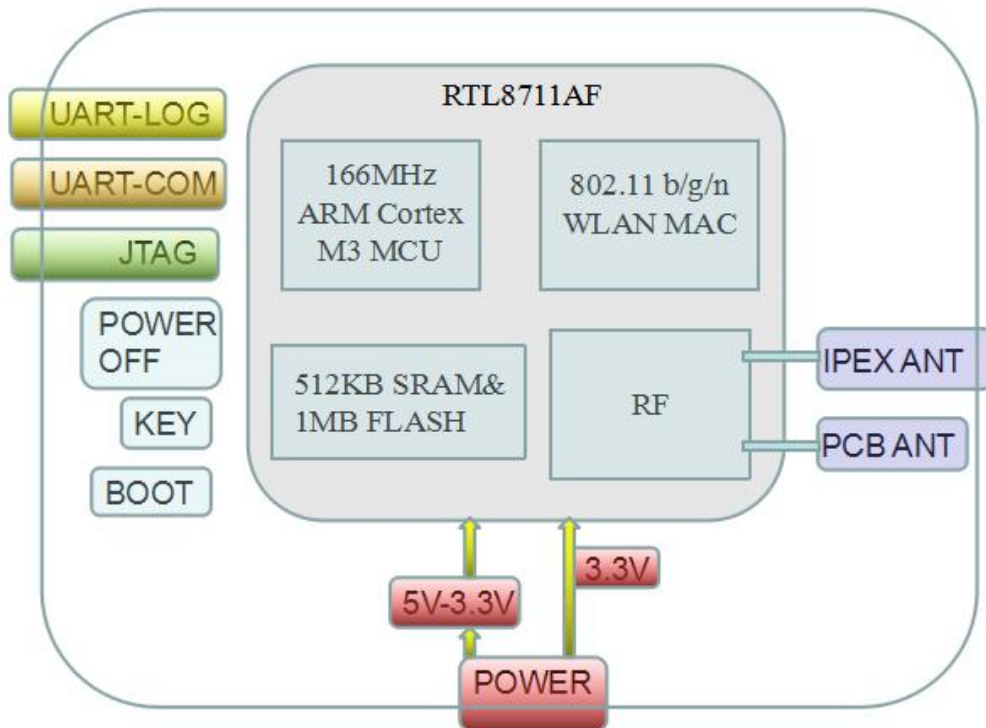 RTL8711AF
UART-LOG
UART-COM
JTAG
POWER
OFF
KEY
BOOT
166MHz
ARM Cortex
M3 MCU
802.11 b/g/n
WLAN MAC
512KB SRAM&
1MB FLASH
RF
IPEX ANT
PCB ANT
5V-3.3V
3.3V
POWER